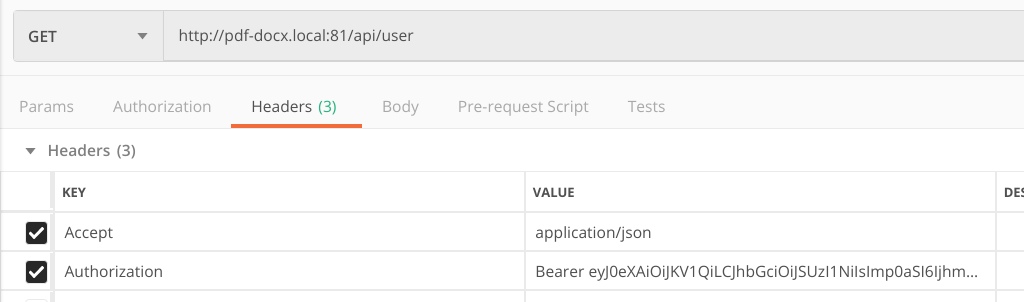 GET http://pdf-docx.local:81/api/user
Params Authorization Headers (3) Body Pre-request Script Tests
Headers (3)
KEY VALUE DES
Accept application/json
Authorization Bearer eyJ0eXAiOiJKV1QiLCJhbGciOiJSUzI1NiIsImp0aSI6Ijhm...